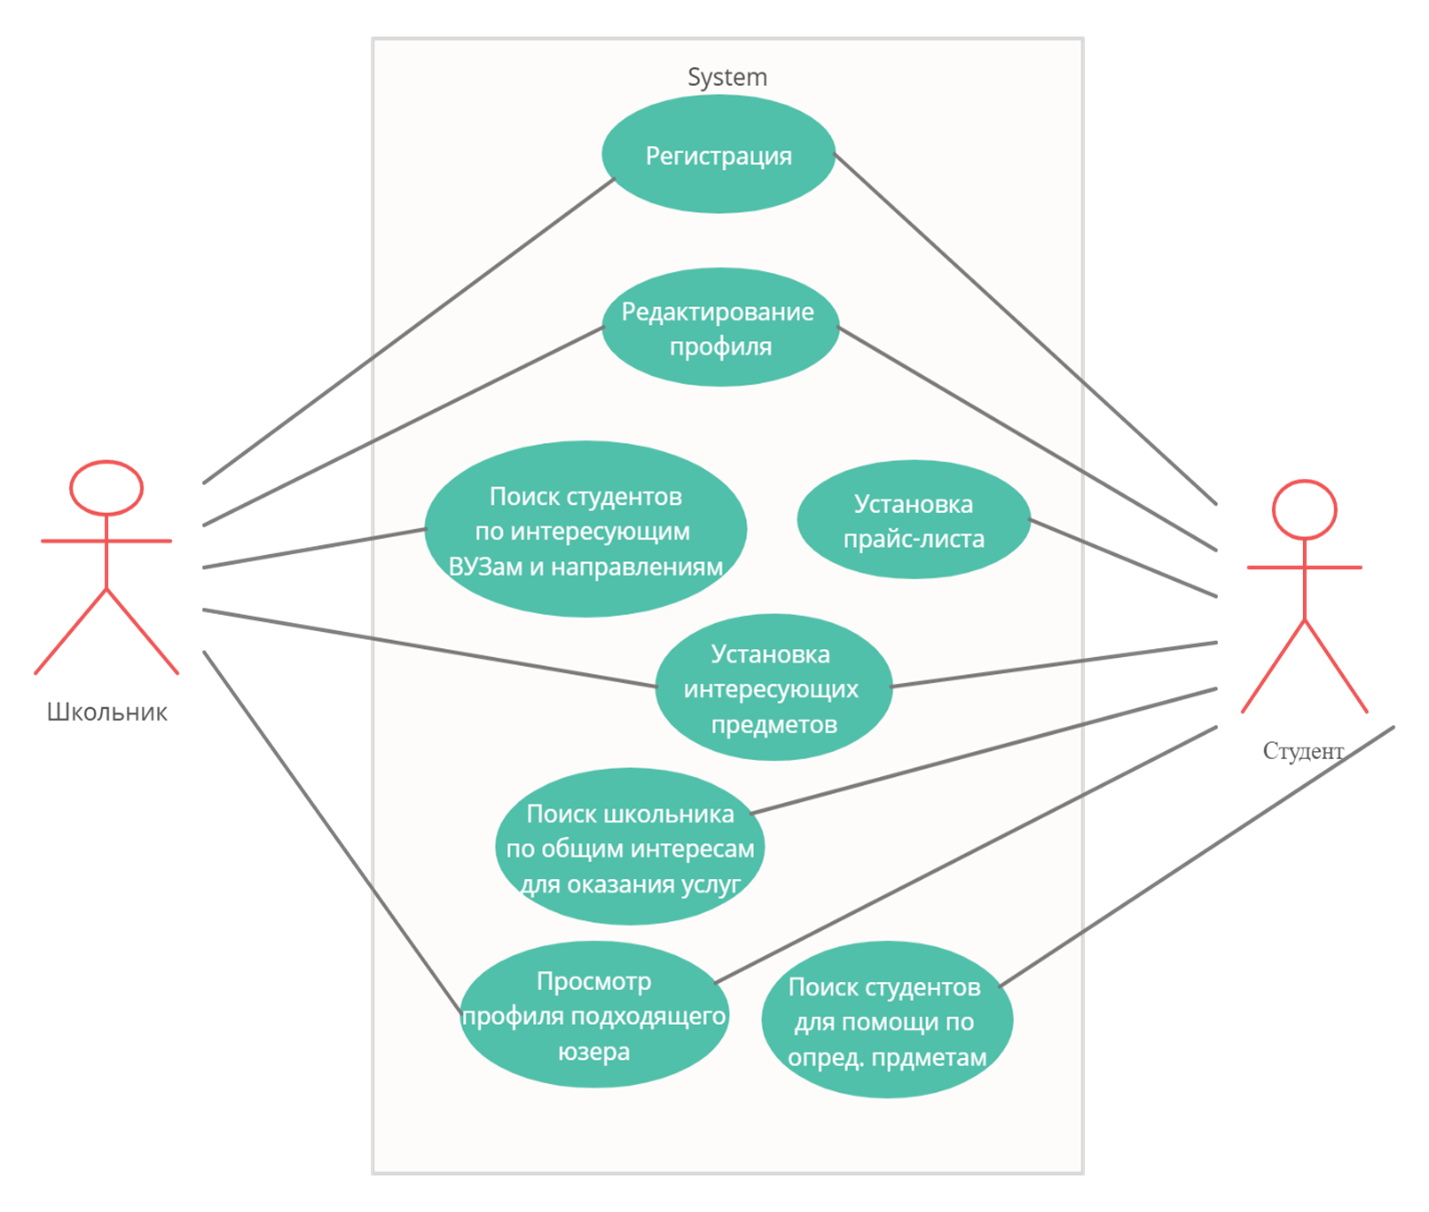 System
Регистрация
Редактирование
профиля
Поиск студентов
по интересующим
ВУЗам и направлениям
Установка
прайс-листа
Установка
интересующих
предметов
Школьник
Студент
Поиск школьника
по общим интересам
для оказания услуг
Просмотр
профиля подходящего
юзера
Поиск студентов
для помощи по
опред. прдметам